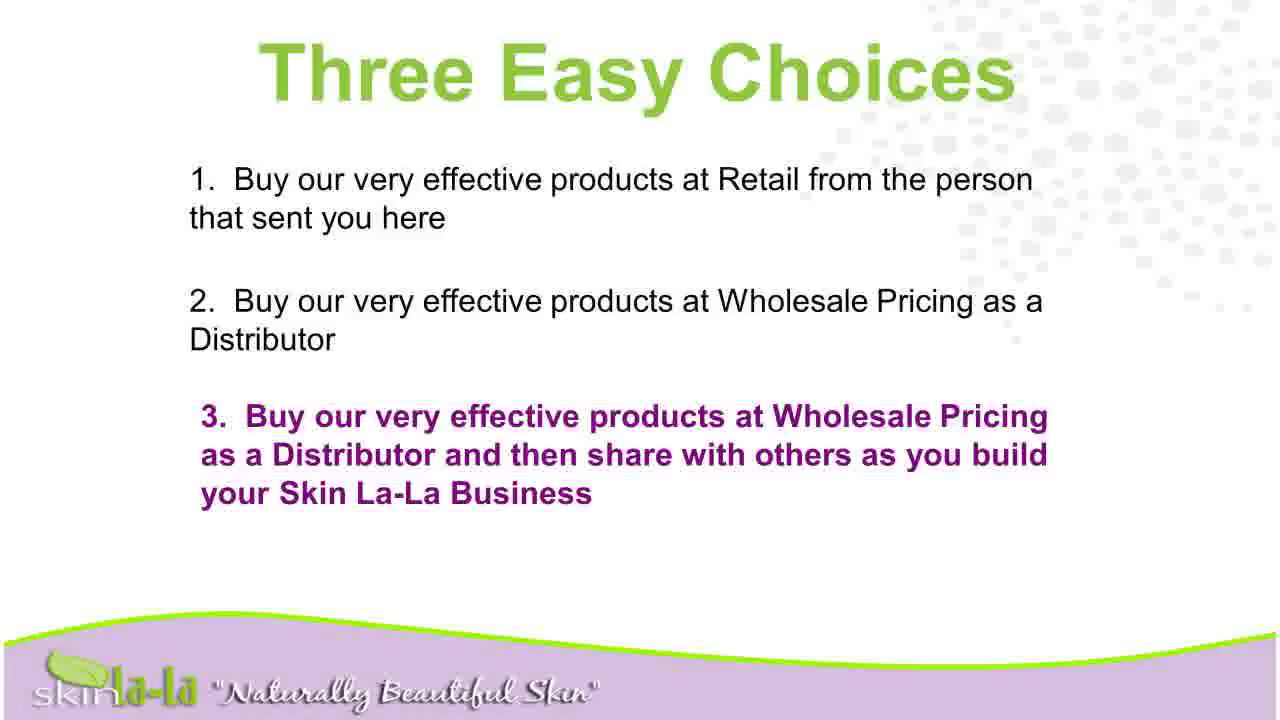 Three Easy Choices
1. Buy our very effective products at Retail from the person
that sent you here
2. Buy our very effective products at Wholesale Pricing as a
Distributor
3. Buy our very effective products at Wholesale Pricing
as a Distributor and then share with others as you build
your Skin La-La Business
skin la-la "Naturally Beautiful Skin"